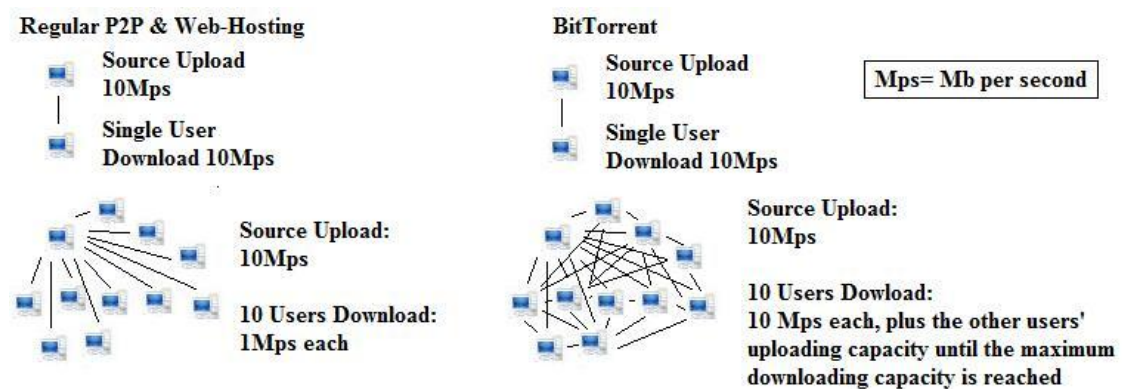 Regular P2P & Web-Hosting
Source Upload
10Mps
Single User
Download 10Mps
Source Upload:
10Mps
10 Users Download:
1Mps each
BitTorrent
Source Upload
10Mps
Single User
Download 10Mps
Mps= Mb per second
Source Upload:
10Mps
10 Users Dowload:
10 Mps each, plus the other users'
uploading capacity until the maximum
downloading capacity is reached